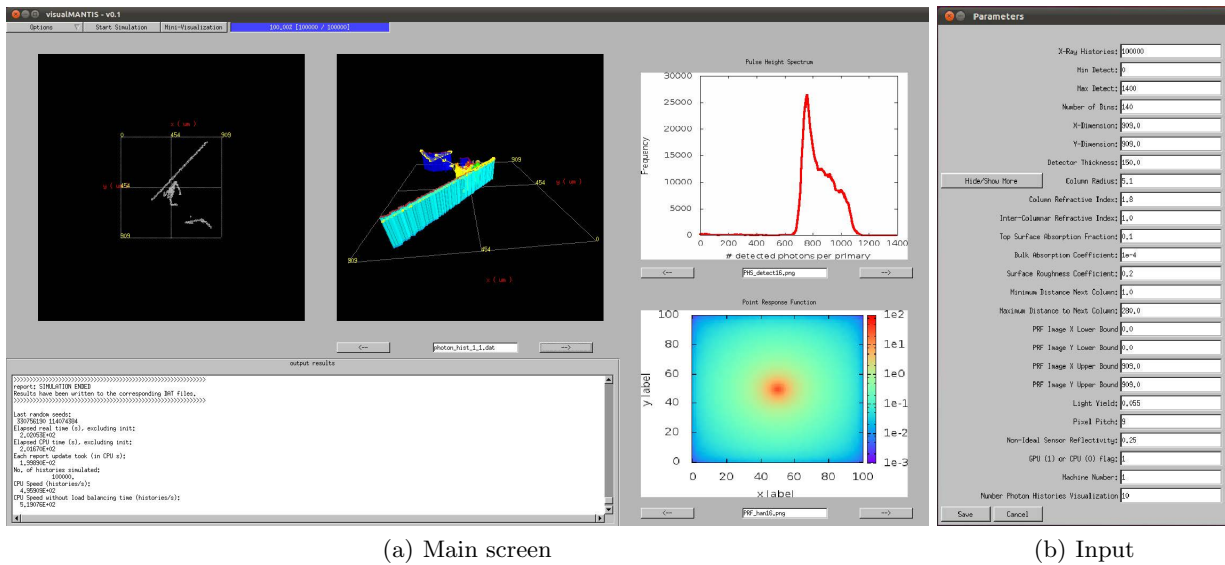 visualMANTIS - v0.1
Options
Start Simulation
Mini-Visualization
100.00% [100000 / 100000]
x ( um )
0 454 909
y ( u
454
909
909
454
y ( um )
0
454
909
x ( um )
<--
photon_hist_1_1.dat
-->
Pulse Height Spectrum
30000
25000
20000
15000
10000
5000
0
Frequency
0 200 400 600 800 1000 1200 1400
# detected photons per primary
<--
PHS_detect16.png
-->
Point Response Function
100
80
60
40
20
0
y label
0 20 40 60 80 100
x label
1e2
1e1
1e0
1e-1
1e-2
1e-3
<--
PRF_han16.png
-->
output results
>>>>>>>>>>>>>>>>>>>>>>>>>>>>>>>>>>>>>>>>>>>>>>>>>>>>>>>>>>>>
report: SIMULATION ENDED
Results have been written to the corresponding DAT files.
>>>>>>>>>>>>>>>>>>>>>>>>>>>>>>>>>>>>>>>>>>>>>>>>>>>>>>>>>>>>
Last random seeds:
330756190 114074384
Elapsed real time (s), excluding init:
2.02053E+02
Elapsed CPU time (s), excluding init:
2.01670E+02
Each report update took (in CPU s):
1.99890E-02
No. of histories simulated:
100000.
CPU Speed (histories/s):
4.95909E+02
CPU Speed without load balancing time (histories/s):
5.19076E+02
(a) Main screen
Parameters
X-Ray Histories: 100000
Min Detect: 0
Max Detect: 1400
Number of Bins: 140
X-Dimension: 909.0
Y-Dimension: 909.0
Detector Thickness: 150.0
Hide/Show More
Column Radius: 5.1
Column Refractive Index: 1.8
Inter-Columnar Refractive Index: 1.0
Top Surface Absorption Fraction: 0.1
Bulk Absorption Coefficient: 1e-4
Surface Roughness Coefficient: 0.2
Minimum Distance Next Column: 1.0
Maximum Distance to Next Column: 280.0
PRF Image X Lower Bound 0.0
PRF Image Y Lower Bound 0.0
PRF Image X Upper Bound 909.0
PRF Image Y Upper Bound 909.0
Light Yield: 0.055
Pixel Pitch: 9
Non-Ideal Sensor Reflectivity: 0.25
GPU (1) or CPU (0) flag: 1
Machine Number: 1
Number Photon Histories Visualization 10
Save
Cancel
(b) Input